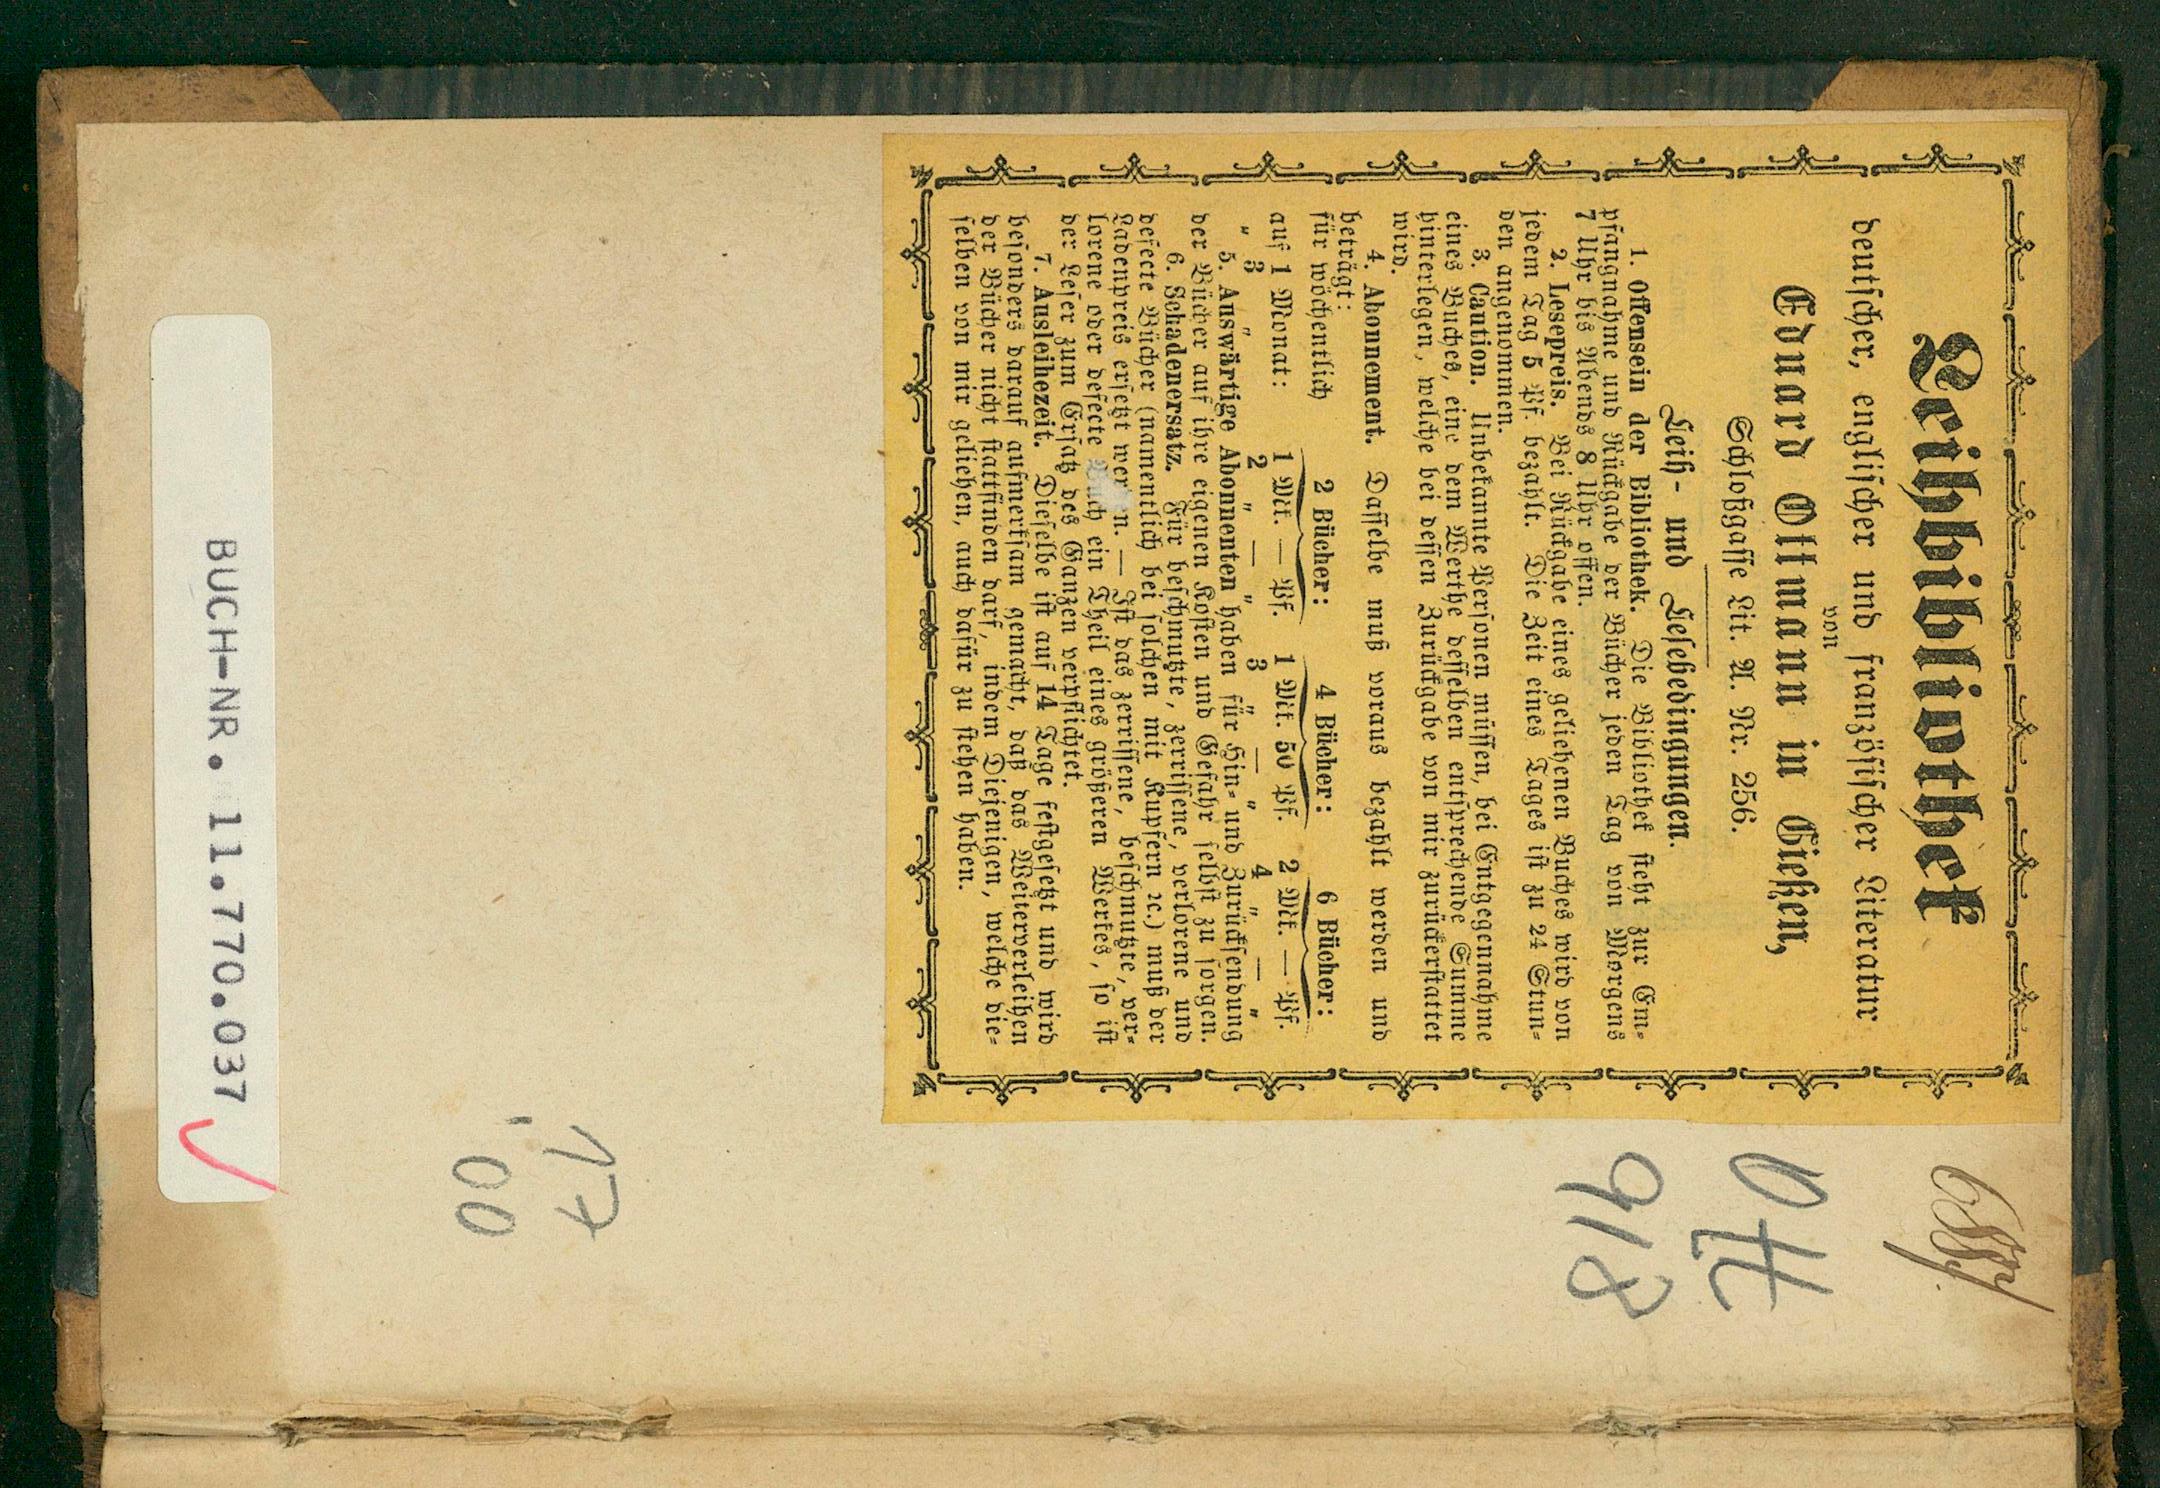 Leihbibliothek
deutscher, englischer und französischer Literatur
von
Eduard Ottmann in Gießen,
Schloßgasse Lit. A. Nr. 256.
Leih- und Lesebedingungen.
1. Offensein der Bibliothek. Die Bibliothek steht zur Em-
pfangnahme und Rückgabe der Bücher jeden Tag von Morgens
7 Uhr bis Abends 8 Uhr offen.
2. Lesepreis. Bei Rückgabe eines geliehenen Buches wird von
jedem Tag 5 Pf. bezahlt. Die Zeit eines Tages ist zu 24 Stun-
den angenommen.
3. Caution. Unbekannte Personen müssen, bei Entgegennahme
eines Buches, eine dem Werthe desselben entsprechende Summe
hinterlegen, welche bei dessen Zurückgabe von mir zurückerstattet
wird.
4. Abonnement. Dasselbe muß voraus bezahlt werden und
beträgt:
für wöchentlich 2 Bücher: 4 Bücher: 6 Bücher:
auf 1 Monat: 1 Mk. — Pf. 1 Mk. 50 Pf. 2 Mk. — Pf.
" 3 " 2 " — " 3 " — " 4 " — "
5. Auswärtige Abonnenten haben für Hin- und Zurücksendung
der Bücher auf ihre eigenen Kosten und Gefahr selbst zu sorgen.
6. Schadenersatz. Für beschmutzte, zerrissene, verlorene und
defecte Bücher (namentlich bei solchen mit Kupfern ꝛc.) muß der
Ladenpreis ersetzt werden. — Ist das zerrissene, beschmutzte, ver-
lorene oder defecte Buch ein Theil eines größeren Werkes, so ist
der Leser zum Ersatz des Ganzen verpflichtet.
7. Ausleihezeit. Dieselbe ist auf 14 Tage festgesetzt und wird
besonders darauf aufmerksam gemacht, daß das Weiterverleihen
der Bücher nicht stattfinden darf, indem Diejenigen, welche die-
selben von mir geliehen, auch dafür zu stehen haben.
918
17
00
BUCH-NR. 11.770.037